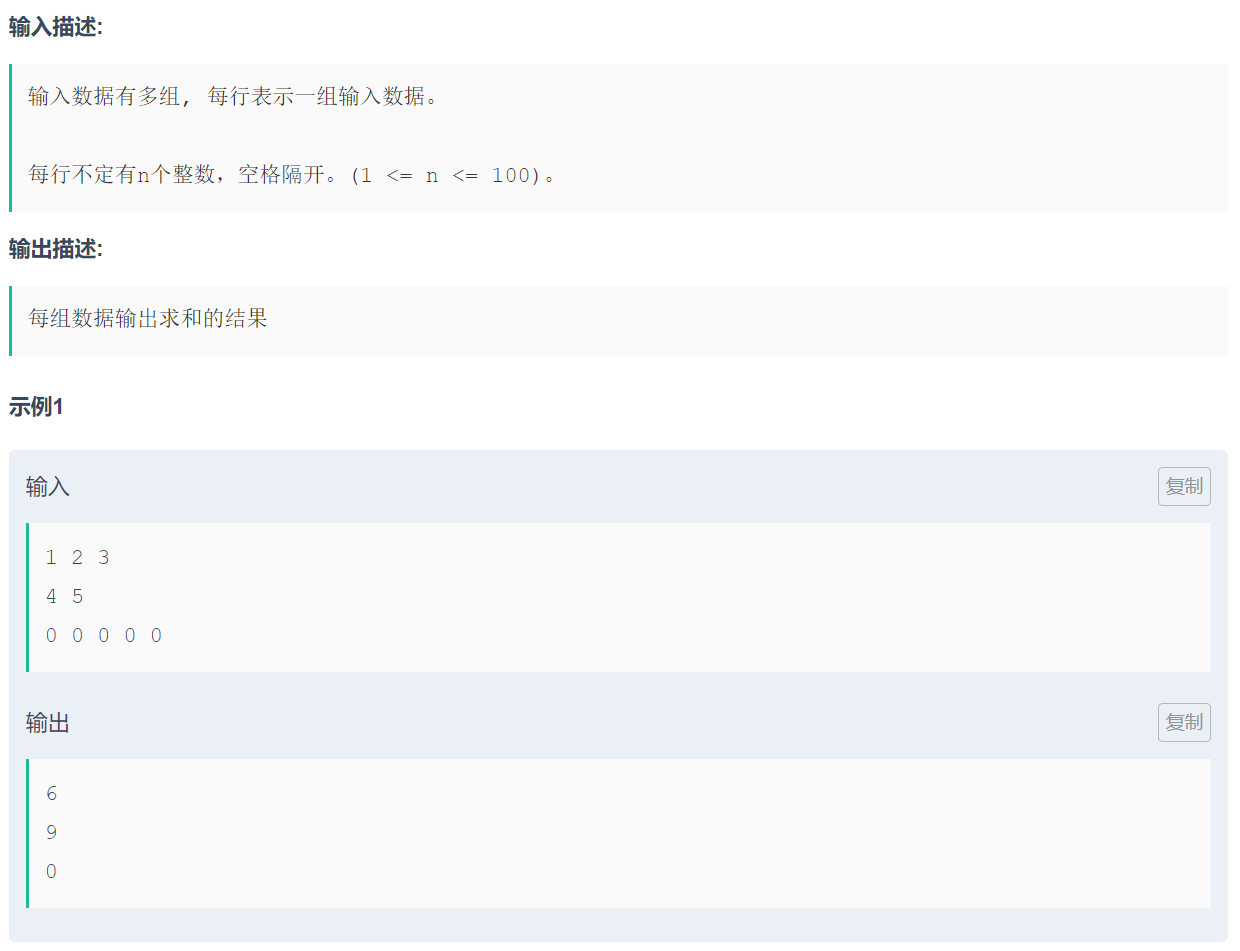 输入描述:
输入数据有多组, 每行表示一组输入数据。
每行不定有n个整数，空格隔开。(1 <= n <= 100)。
输出描述:
每组数据输出求和的结果
示例1
输入
复制
1 2 3
4 5
0 0 0 0 0
输出
复制
6
9
0